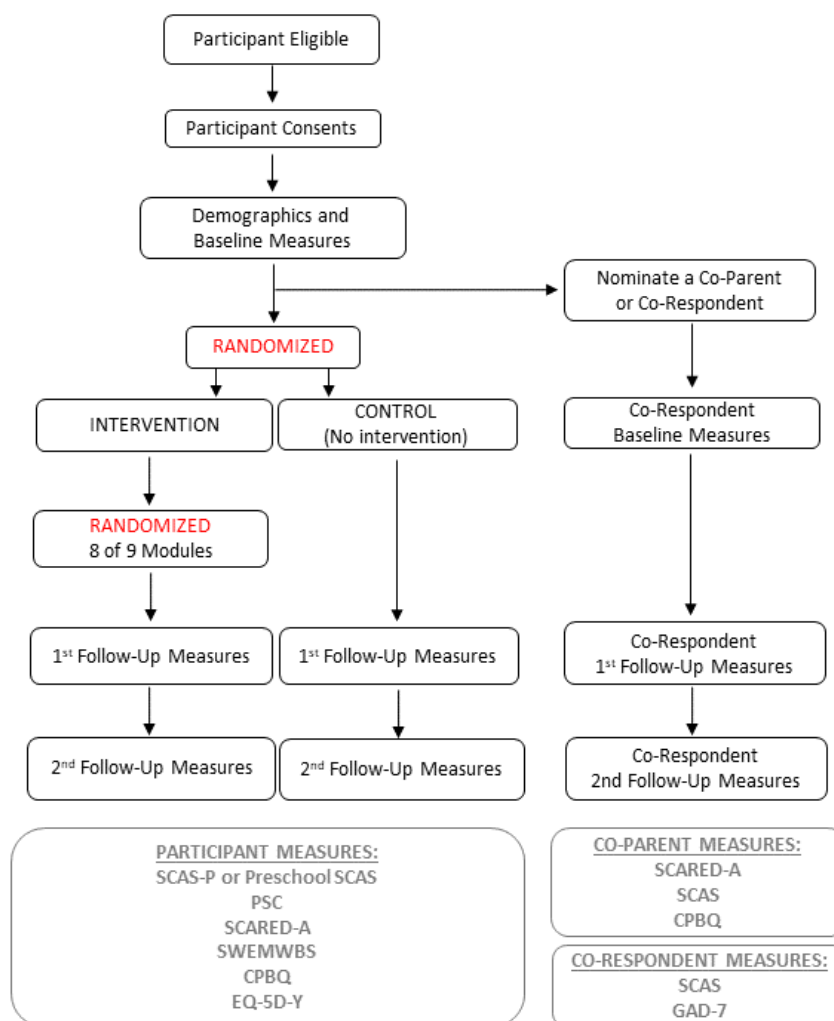 Participant Eligible
Participant Consents
Demographics and
Baseline Measures
Nominate a Co-Parent
or Co-Respondent
RANDOMIZED
INTERVENTION
CONTROL
(No intervention)
Co-Respondent
Baseline Measures
RANDOMIZED
8 of 9 Modules
1st Follow-Up Measures
1st Follow-Up Measures
Co-Respondent
1st Follow-Up Measures
2nd Follow-Up Measures
2nd Follow-Up Measures
Co-Respondent
2nd Follow-Up Measures
PARTICIPANT MEASURES:
SCAS-P or Preschool SCAS
PSC
SCARED-A
SWEMWBS
CPBQ
EQ-5D-Y
CO-PARENT MEASURES:
SCARED-A
SCAS
CPBQ
CO-RESPONDENT MEASURES:
SCAS
GAD-7